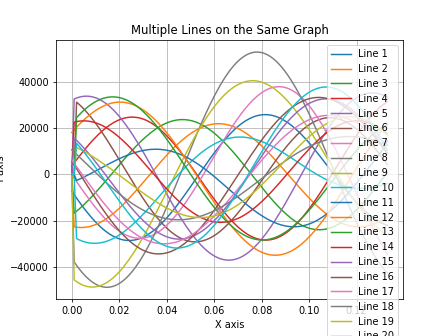 Multiple Lines on the Same Graph
40000
20000
0
−20000
−40000
axis
0.00
0.02
0.04
0.06
0.08
0.10
X axis
Line 1
Line 2
Line 3
Line 4
Line 5
Line 6
Line 7
Line 8
Line 9
Line 10
Line 11
Line 12
Line 13
Line 14
Line 15
Line 16
Line 17
Line 18
Line 19
Line 20